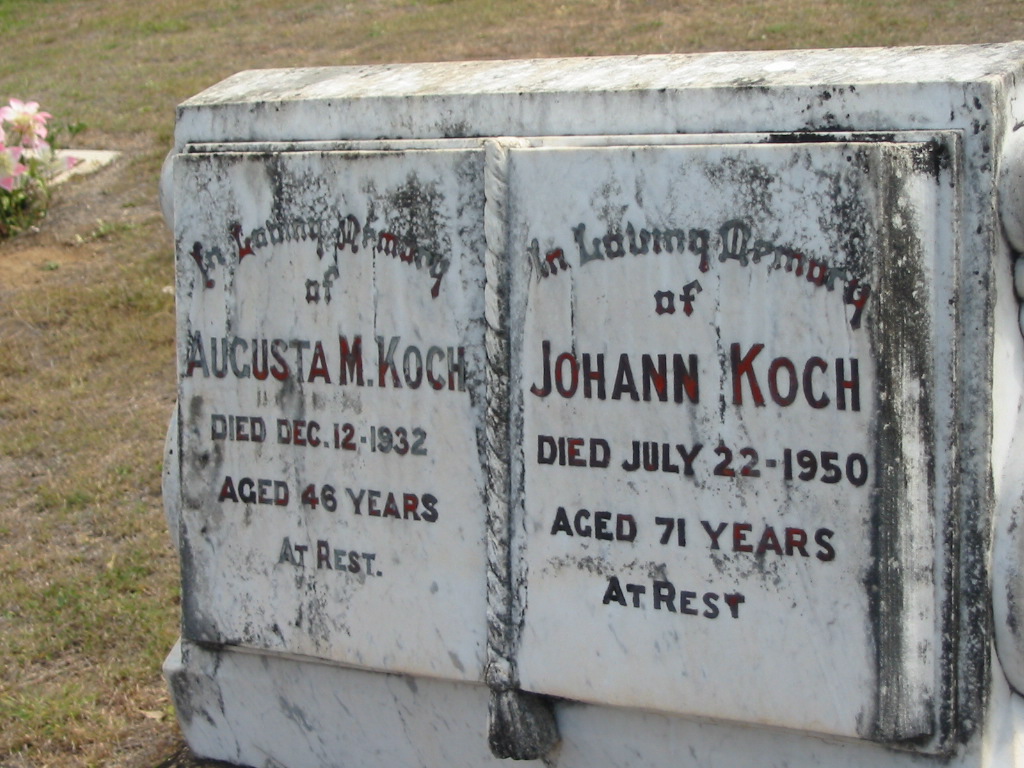 In Loving Memory
of
AUGUSTA M. KOCH
DIED DEC. 12-1932
AGED 46 YEARS
AT REST.
In Loving Memory
of
JOHANN KOCH
DIED JULY 22-1950
AGED 71 YEARS
AT REST